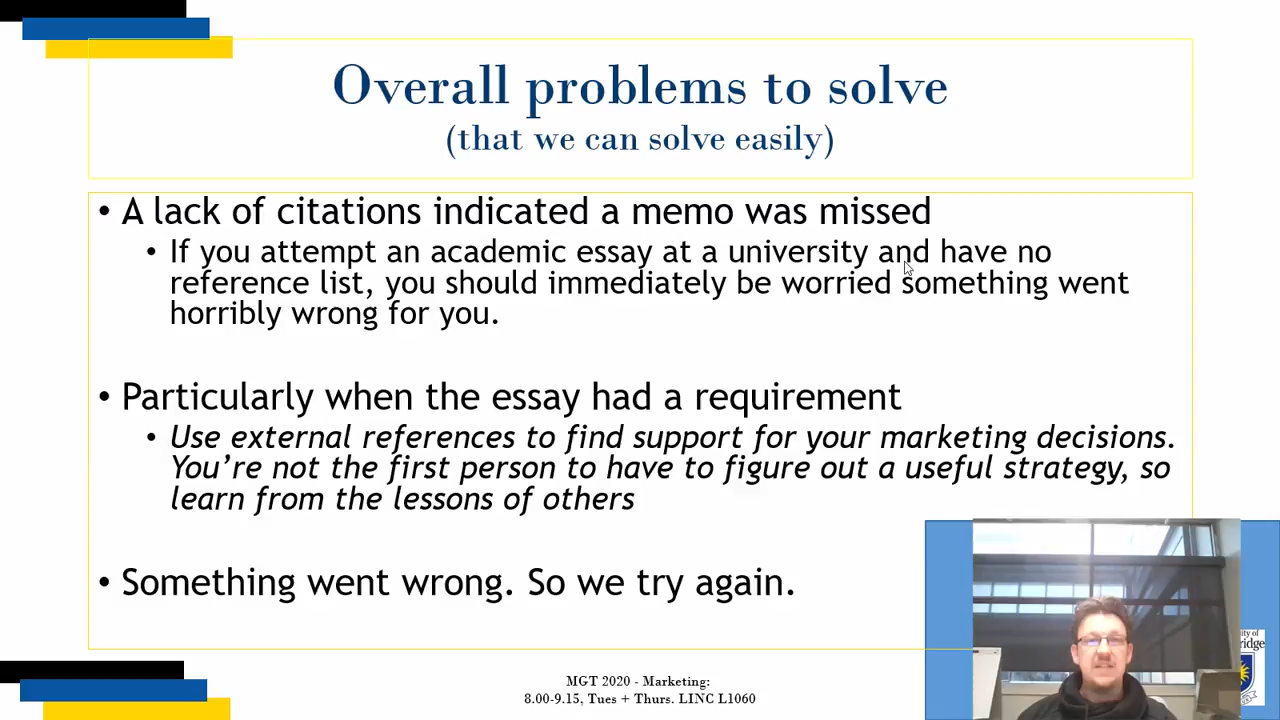 Overall problems to solve
(that we can solve easily)
• A lack of citations indicated a memo was missed
• If you attempt an academic essay at a university and have no
reference list, you should immediately be worried something went
horribly wrong for you.
• Particularly when the essay had a requirement
• Use external references to find support for your marketing decisions.
You’re not the first person to have to figure out a useful strategy, so
learn from the lessons of others
• Something went wrong. So we try again.
MGT 2020 - Marketing:
8.00-9.15, Tues + Thurs. LINC L1060